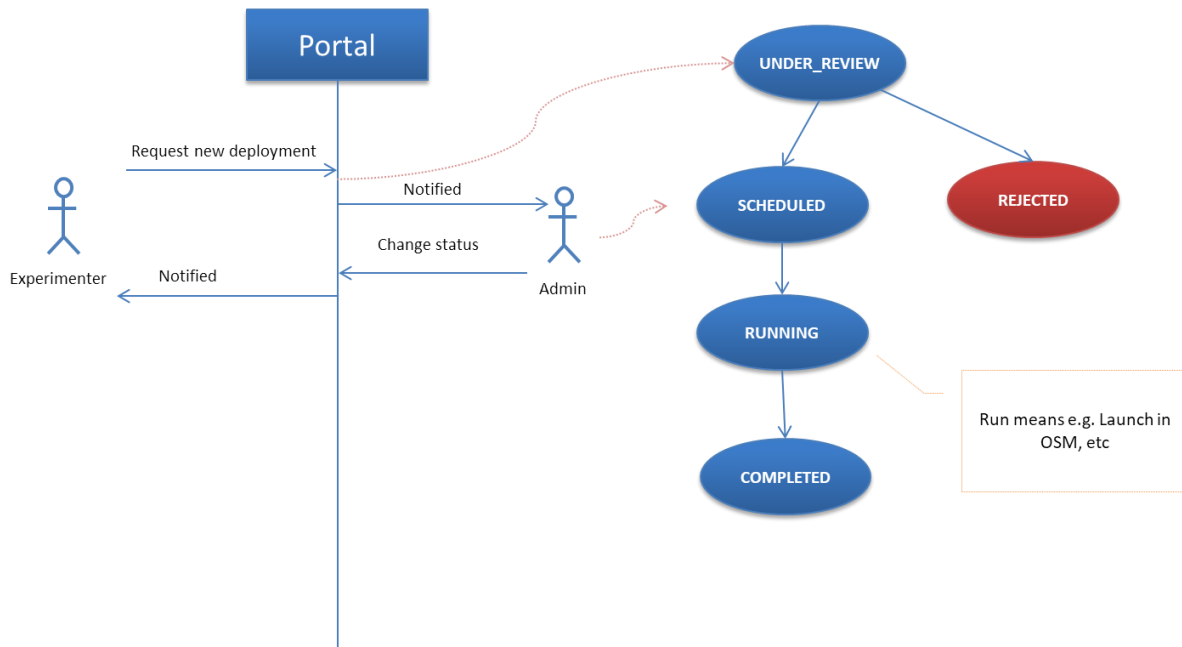 Portal
UNDER_REVIEW
Request new deployment
Notified
SCHEDULED
REJECTED
Change status
Experimenter
Notified
Admin
RUNNING
Run means e.g. Launch in
OSM, etc
COMPLETED